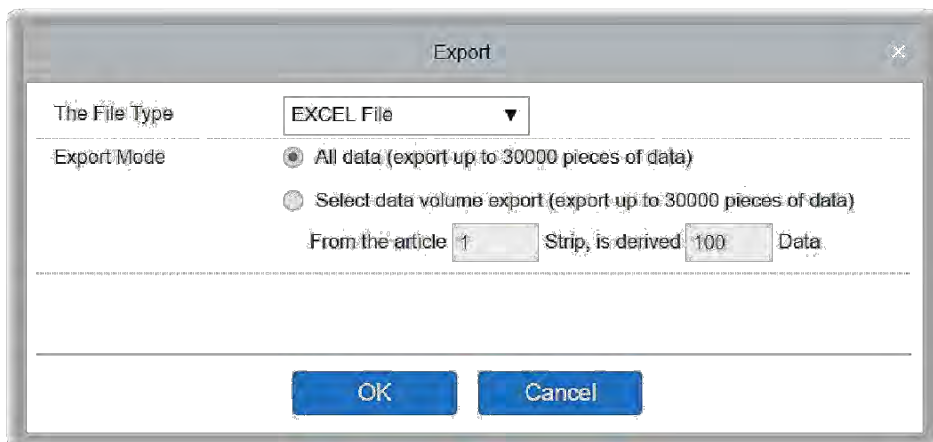 Export
The File Type EXCEL File
Export Mode All data (export up to 30000 pieces of data)
Select data volume export (export up to 30000 pieces of data)
From the article 1 Strip, is derived 100 Data
OK Cancel